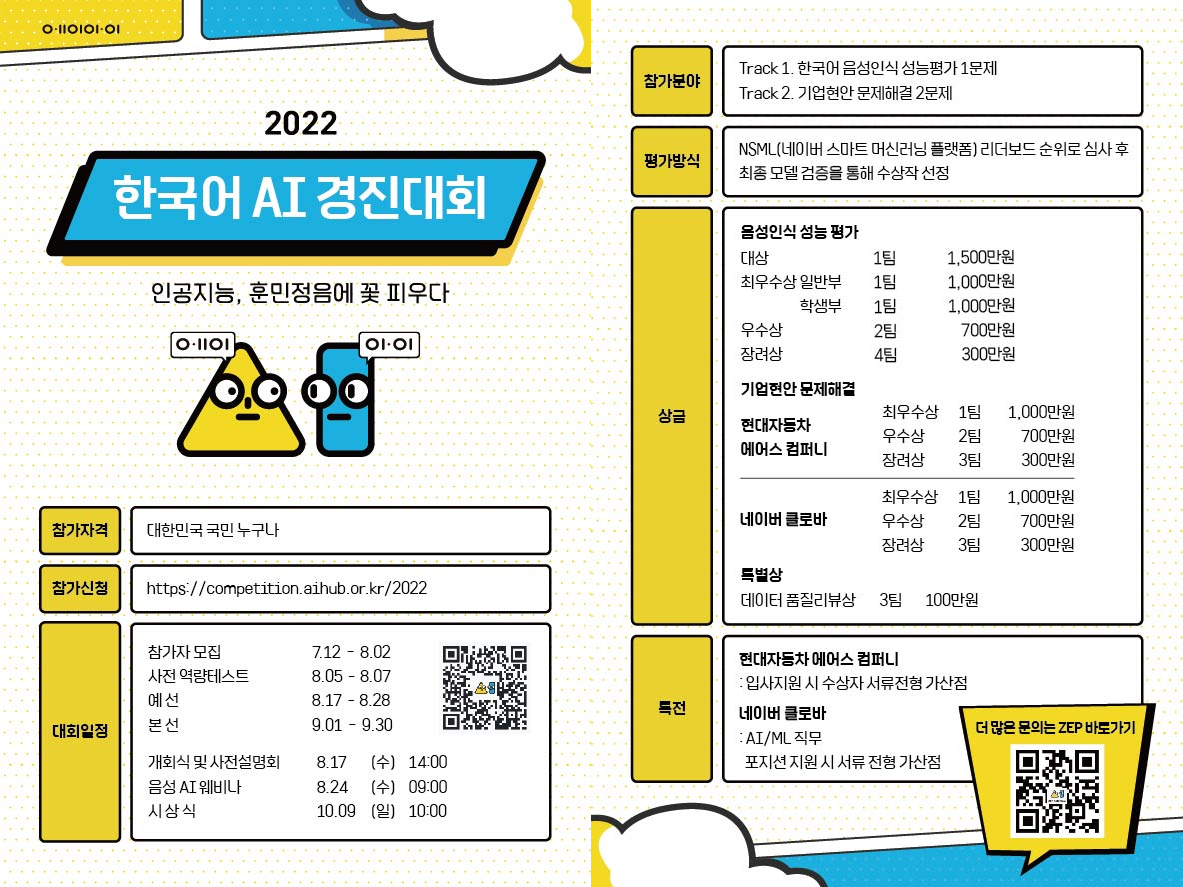 ㅇ·ㅣㅣㅇㅣㅇㅣ·ㅇㅣ
2022
한국어 AI 경진대회
인공지능, 훈민정음에 꽃 피우다
ㅇ·ㅣㅣㅇㅣ
ㅇㅣ·ㅇㅣ
참가자격
대한민국 국민 누구나
참가신청
https://competition.aihub.or.kr/2022
대회일정
참가자 모집 7.12 - 8.02
사전 역량테스트 8.05 - 8.07
예선 8.17 - 8.28
본선 9.01 - 9.30
개회식 및 사전설명회 8.17 (수) 14:00
음성 AI 웨비나 8.24 (수) 09:00
시상식 10.09 (일) 10:00
참가분야
Track 1. 한국어 음성인식 성능평가 1문제
Track 2. 기업현안 문제해결 2문제
평가방식
NSML(네이버 스마트 머신러닝 플랫폼) 리더보드 순위로 심사 후
최종 모델 검증을 통해 수상작 선정
상금
음성인식 성능 평가
대상 1팀 1,500만원
최우수상 일반부 1팀 1,000만원
학생부 1팀 1,000만원
우수상 2팀 700만원
장려상 4팀 300만원
기업현안 문제해결
현대자동차
에어스 컴퍼니
최우수상 1팀 1,000만원
우수상 2팀 700만원
장려상 3팀 300만원
네이버 클로바
최우수상 1팀 1,000만원
우수상 2팀 700만원
장려상 3팀 300만원
특별상
데이터 품질리뷰상 3팀 100만원
특전
현대자동차 에어스 컴퍼니
: 입사지원 시 수상자 서류전형 가산점
네이버 클로바
: AI/ML 직무
포지션 지원 시 서류 전형 가산점
더 많은 문의는 ZEP 바로가기